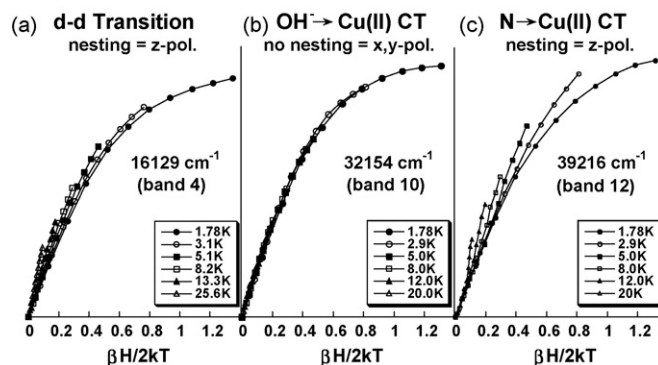 (a) d-d Transition
nesting = z-pol.
16129 cm⁻¹
(band 4)
1.78K
3.1K
5.1K
8.2K
13.3K
25.6K
0 0.2 0.4 0.6 0.8 1 1.2
βH/2kT
(b) OH⁻→ Cu(II) CT
no nesting = x,y-pol.
32154 cm⁻¹
(band 10)
1.78K
2.9K
5.0K
8.0K
12.0K
20.0K
0 0.2 0.4 0.6 0.8 1 1.2
βH/2kT
(c) N→Cu(II) CT
nesting = z-pol.
39216 cm⁻¹
(band 12)
1.78K
2.9K
5.0K
8.0K
12.0K
20K
0 0.2 0.4 0.6 0.8 1 1.2
βH/2kT